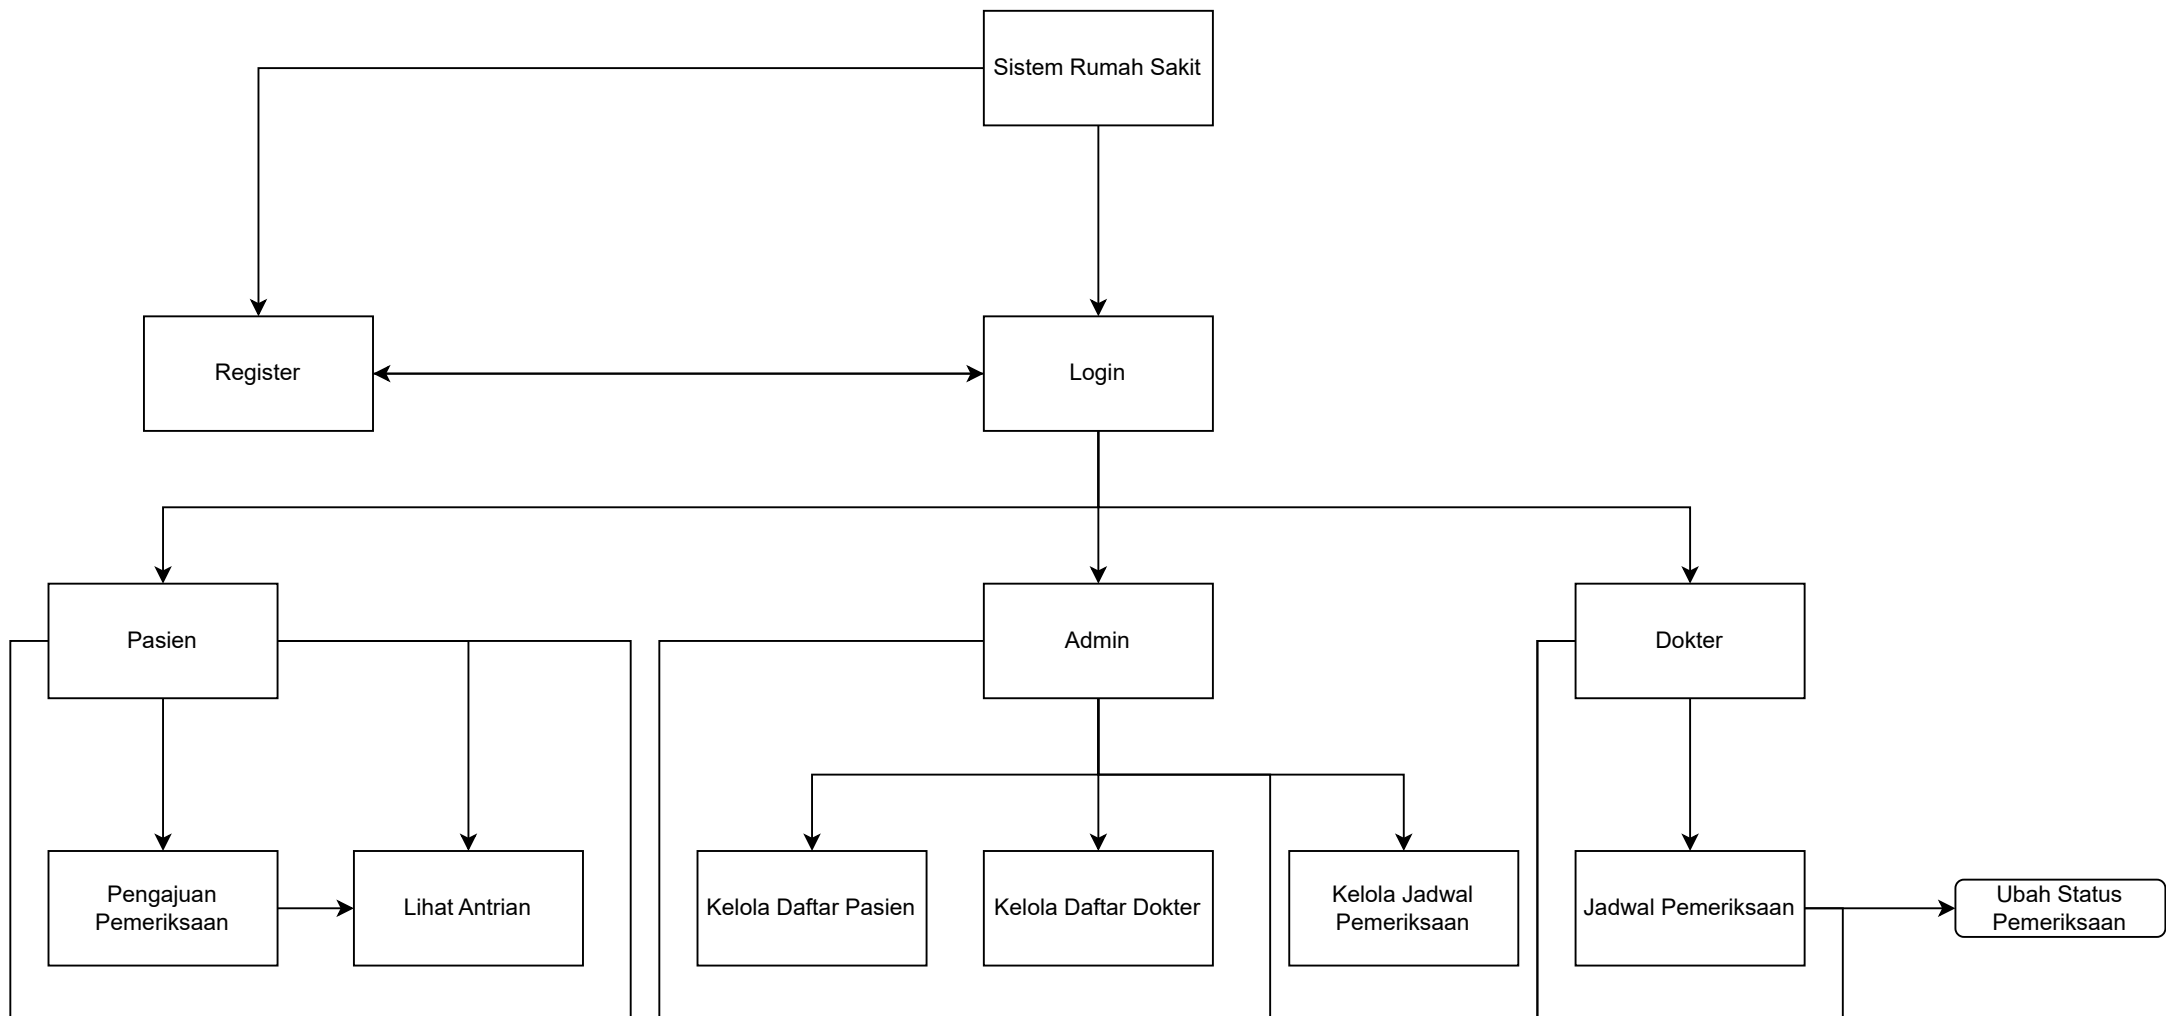 Sistem Rumah Sakit
Register
Login
Pasien
Admin
Dokter
Pengajuan
Pemeriksaan
Lihat Antrian
Kelola Daftar Pasien
Kelola Daftar Dokter
Kelola Jadwal
Pemeriksaan
Jadwal Pemeriksaan
Ubah Status
Pemeriksaan